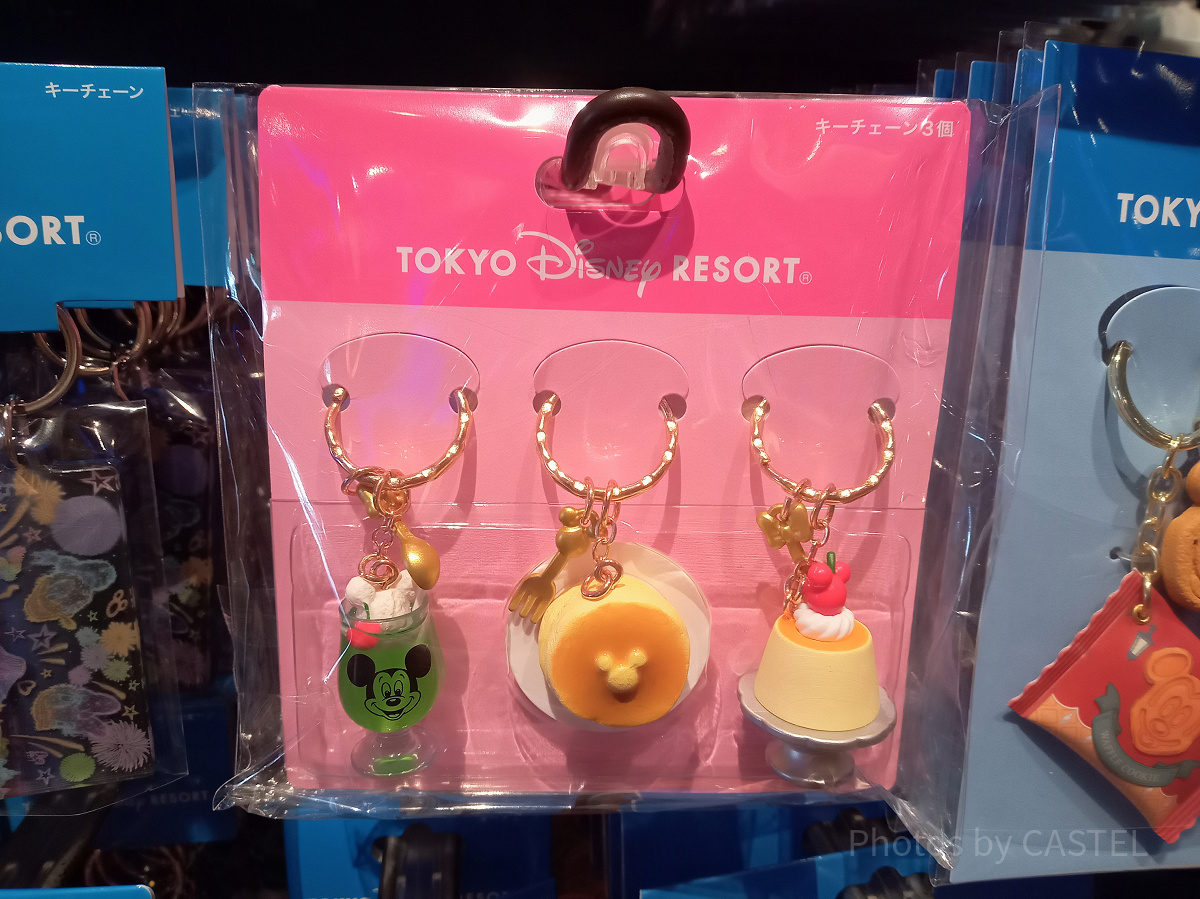 キーチェーン
SORT®
キーチェーン3個
TOKYO Disney RESORT®
TOKY
RESORT
Photos by CASTEL